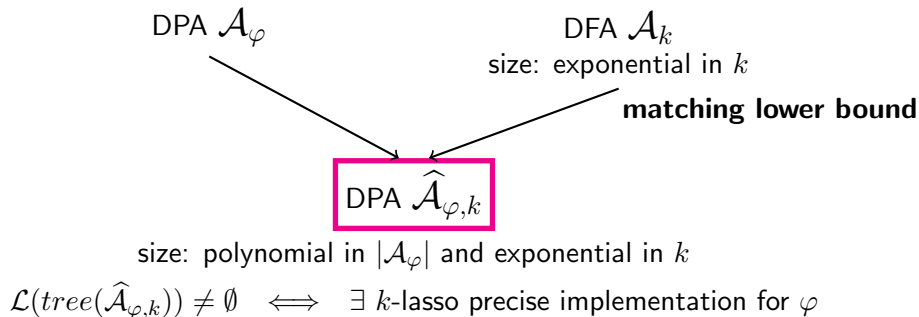 DPA 𝒜_φ
DFA 𝒜_k
size: exponential in k
matching lower bound
DPA 𝒜̂_{φ,k}
size: polynomial in |𝒜_φ| and exponential in k
ℒ(tree(𝒜̂_{φ,k})) ≠ ∅ ⟺ ∃ k-lasso precise implementation for φ